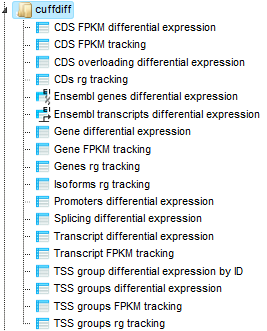 cuffdiff
CDS FPKM differential expression
CDS FPKM tracking
CDS overloading differential expression
CDs rg tracking
Ensembl genes differential expression
Ensembl transcripts differential expression
Gene differential expression
Gene FPKM tracking
Genes rg tracking
Isoforms rg tracking
Promoters differential expression
Splicing differential expression
Transcript differential expression
Transcript FPKM tracking
TSS group differential expression by ID
TSS groups differential expression
TSS groups FPKM tracking
TSS groups rg tracking